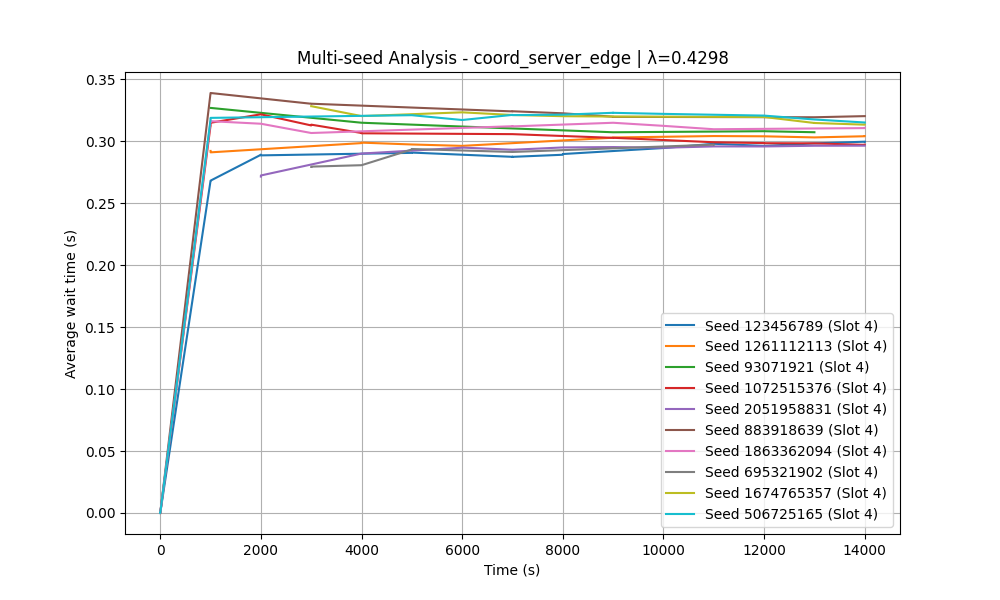 Multi-seed Analysis - coord_server_edge | λ=0.4298
0.35
0.30
0.25
0.20
0.15
0.10
0.05
0.00
Average wait time (s)
Seed 123456789 (Slot 4)
Seed 1261112113 (Slot 4)
Seed 93071921 (Slot 4)
Seed 1072515376 (Slot 4)
Seed 2051958831 (Slot 4)
Seed 883918639 (Slot 4)
Seed 1863362094 (Slot 4)
Seed 695321902 (Slot 4)
Seed 1674765357 (Slot 4)
Seed 506725165 (Slot 4)
0 2000 4000 6000 8000 10000 12000 14000
Time (s)